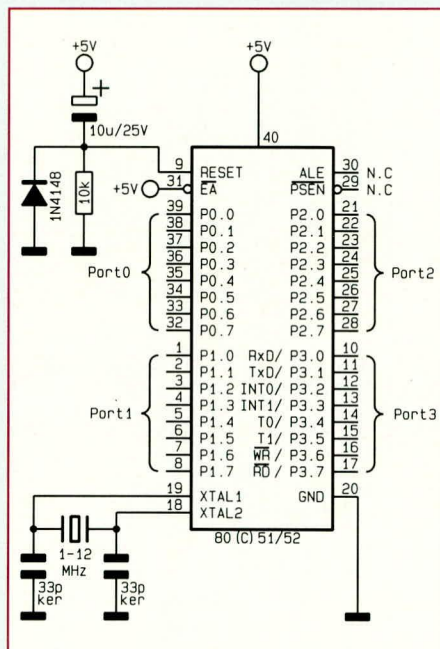 +5V
+5V
+
10u/25V
40
1N4148
10k
9 RESET ALE 30 N.C
+5V 31 EA PSEN 29 N.C
39 P0.0 P2.0 21
38 P0.1 P2.1 22
37 P0.2 P2.2 23
36 P0.3 P2.3 24
Port0 35 P0.4 P2.4 25 Port2
34 P0.5 P2.5 26
33 P0.6 P2.6 27
32 P0.7 P2.7 28
1 P1.0 RxD/ P3.0 10
2 P1.1 TxD/ P3.1 11
3 P1.2 INT0/ P3.2 12
4 P1.3 INT1/ P3.3 13
Port1 5 P1.4 T0/ P3.4 14 Port3
6 P1.5 T1/ P3.5 15
7 P1.6 WR/ P3.6 16
8 P1.7 RD/ P3.7 17
19 XTAL1 GND 20
18 XTAL2
80 (C) 51/52
1-12
MHz
33p
ker
33p
ker